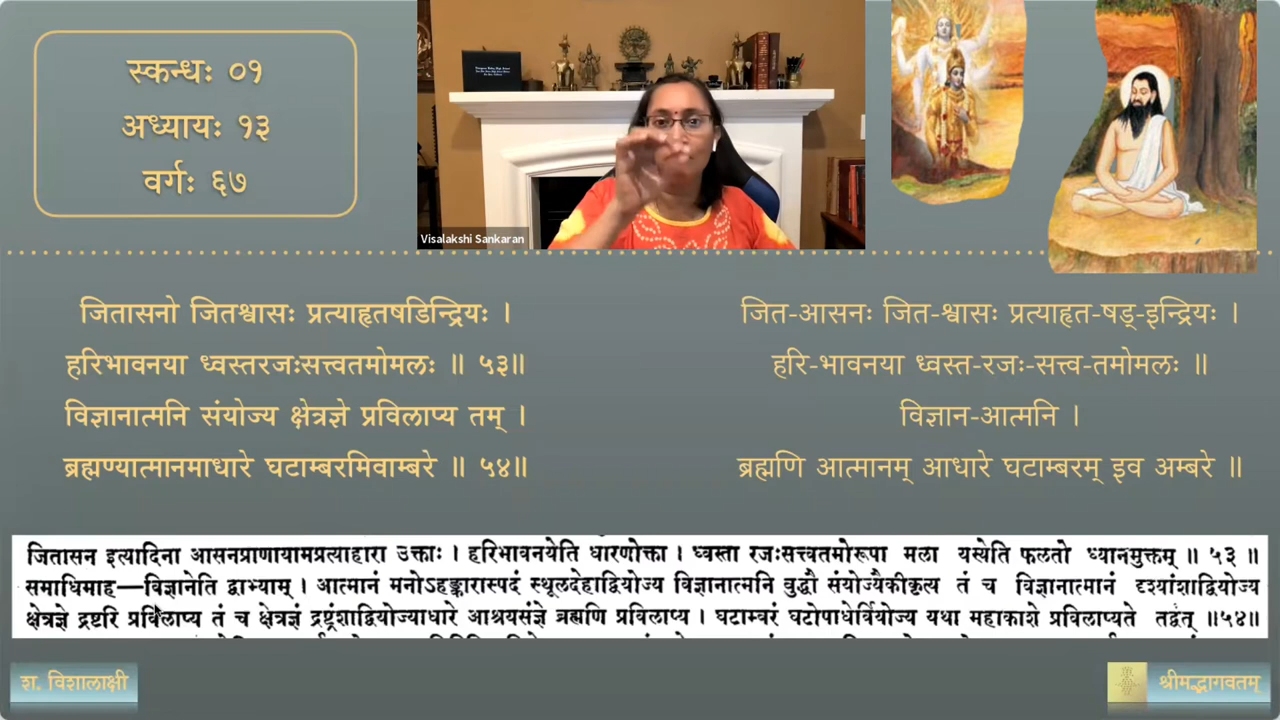 स्कन्धः ०१
अध्यायः १३
वर्गः ६७
Visalakshi Sankaran
जितासनो जितश्वासः प्रत्याहृतषडिन्द्रियः ।
हरिभावनया ध्वस्तरजःसत्त्वतमोमलः ॥ ५३॥
विज्ञानात्मनि संयोज्य क्षेत्रज्ञे प्रविलाप्य तम् ।
ब्रह्मण्यात्मानमाधारे घटाम्बरमिवाम्बरे ॥ ५४॥
जित-आसनः जित-श्वासः प्रत्याहृत-षड्-इन्द्रियः ।
हरि-भावनया ध्वस्त-रजः-सत्त्व-तमोमलः ॥
विज्ञान-आत्मनि ।
ब्रह्मणि आत्मानम् आधारे घटाम्बरम् इव अम्बरे ॥
जितासन इत्यादिना आसनप्राणायामप्रत्याहारा उक्ताः । हरिभावनयेति धारणोक्ता । ध्वस्ता रजःसत्त्वतमोरूपा मला यस्येति फलतो ध्यानमुक्तम् ॥ ५३ ॥
समाधिमाह—विज्ञानेति द्वाभ्याम् । आत्मानं मनोऽहङ्कारास्पदं स्थूलदेहाद्वियोज्य विज्ञानात्मनि बुद्धौ संयोज्यैकीकृत्य तं च विज्ञानात्मानं दृश्यांशाद्वियोज्य
क्षेत्रज्ञे द्रष्टरि प्रविलाप्य तं च क्षेत्रज्ञं द्रष्ट्रंशाद्वियोज्याधारे आश्रयसंज्ञे ब्रह्मणि प्रविलाप्य । घटाम्बरं घटोपाधेर्वियोज्य यथा महाकाशे प्रविलाप्यते तद्वत् ॥५४॥
श. विशालाक्षी
श्रीमद्भागवतम्